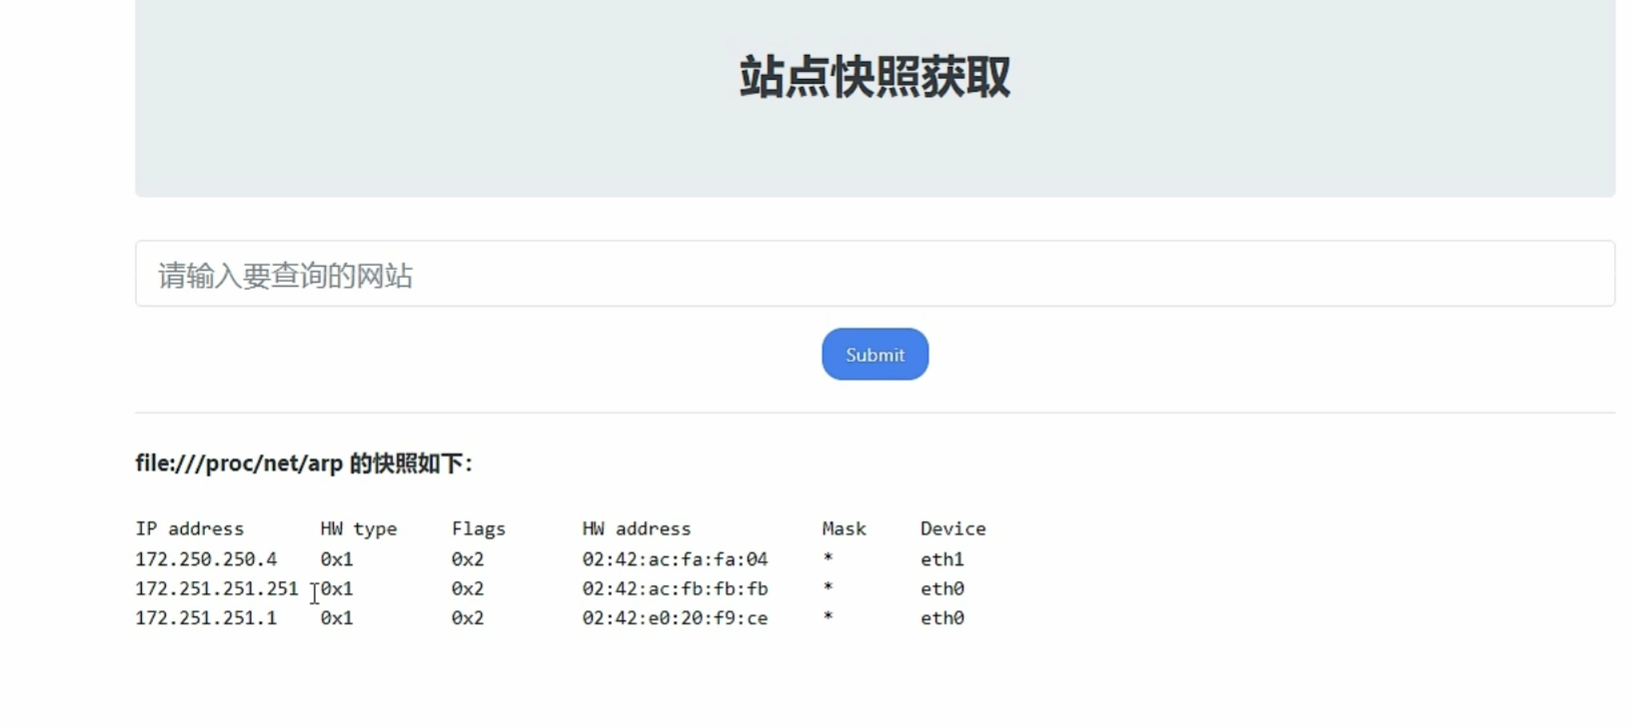 站点快照获取
请输入要查询的网站
Submit
file:///proc/net/arp 的快照如下：
IP address HW type Flags HW address Mask Device
172.250.250.4 0x1 0x2 02:42:ac:fa:fa:04 * eth1
172.251.251.251 0x1 0x2 02:42:ac:fb:fb:fb * eth0
172.251.251.1 0x1 0x2 02:42:e0:20:f9:ce * eth0